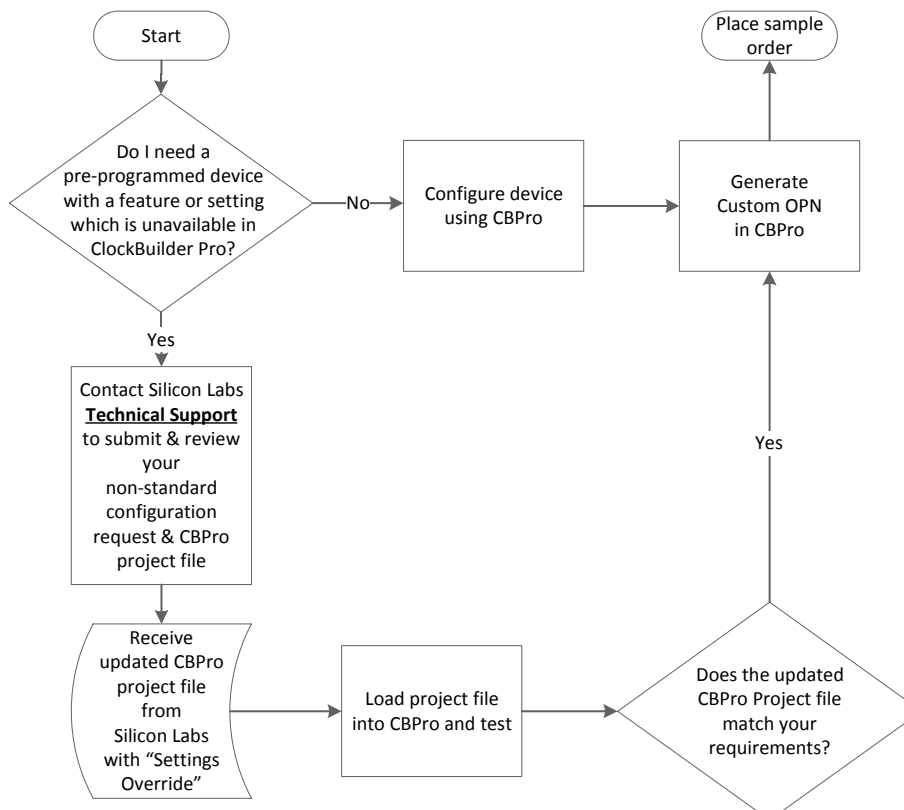 Start
Place sample
order
Do I need a
pre-programmed device
with a feature or setting
which is unavailable in
ClockBuilder Pro?
No
Configure device
using CBPro
Generate
Custom OPN
in CBPro
Yes
Contact Silicon Labs
Technical Support
to submit & review
your
non-standard
configuration
request & CBPro
project file
Yes
Receive
updated CBPro
project file
from
Silicon Labs
with “Settings
Override”
Load project file
into CBPro and test
Does the updated
CBPro Project file
match your
requirements?